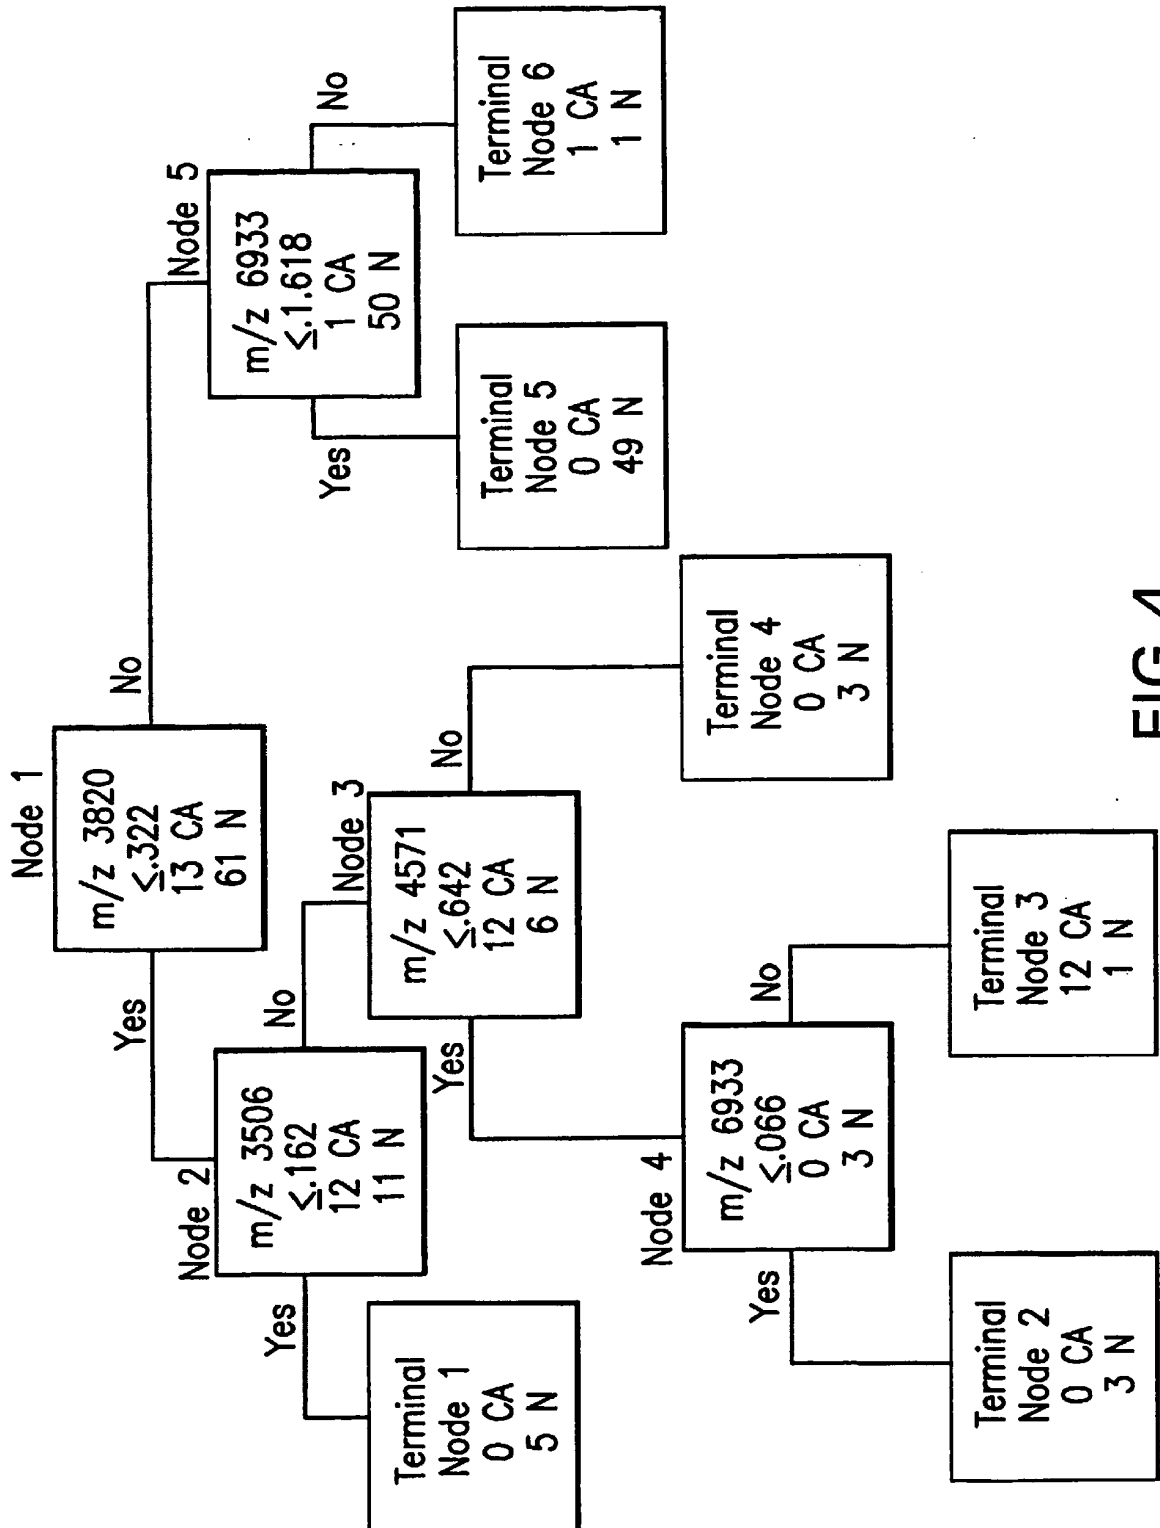 Node 1
m/z 3820
≤.322
13 CA
61 N
Yes
No
Node 2
m/z 3506
≤.162
12 CA
11 N
Node 5
m/z 6933
≤.1.618
1 CA
50 N
Yes
No
Yes
No
Terminal
Node 1
0 CA
5 N
Node 3
m/z 4571
≤.642
12 CA
6 N
Terminal
Node 5
0 CA
49 N
Terminal
Node 6
1 CA
1 N
Yes
No
Node 4
m/z 6933
≤.066
0 CA
3 N
Terminal
Node 4
0 CA
3 N
Yes
No
Terminal
Node 2
0 CA
3 N
Terminal
Node 3
12 CA
1 N
FIG 4